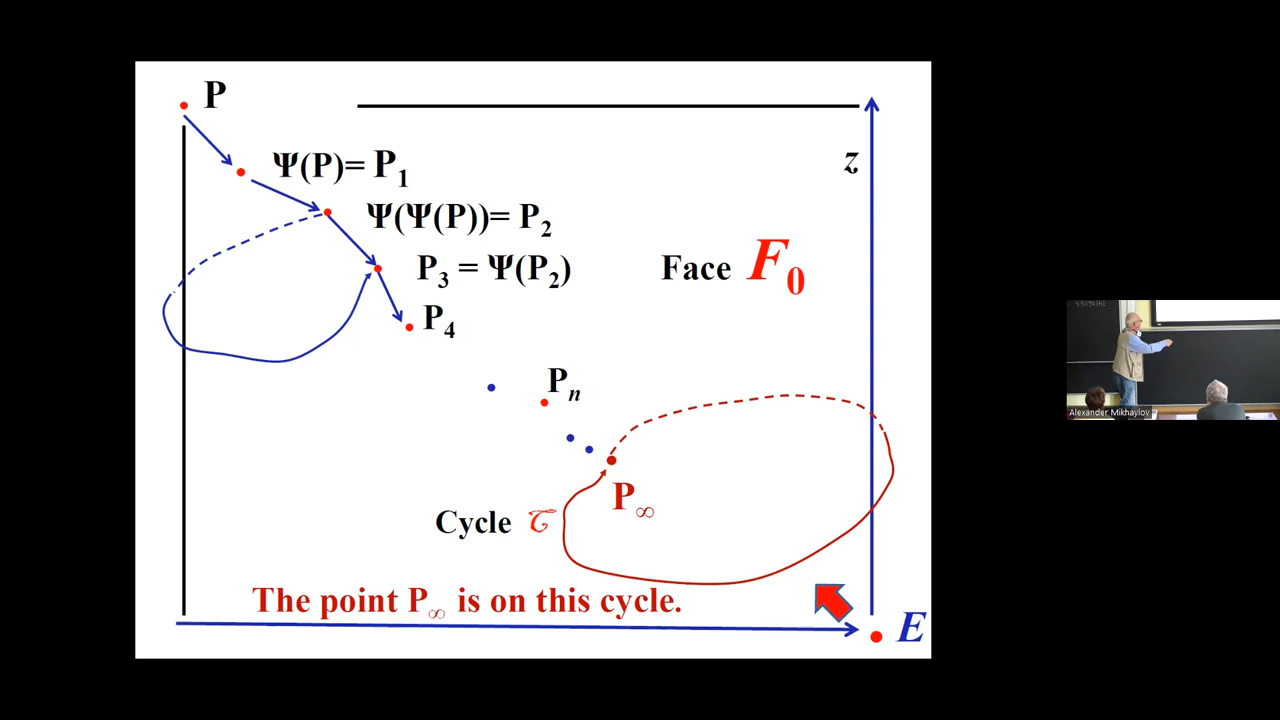 P
Ψ(P)= P₁
z
Ψ(Ψ(P))= P₂
P₃ = Ψ(P₂)
Face F₀
P₄
Pₙ
P∞
Cycle 𝒯
The point P∞ is on this cycle.
E
Alexander Mikhaylov